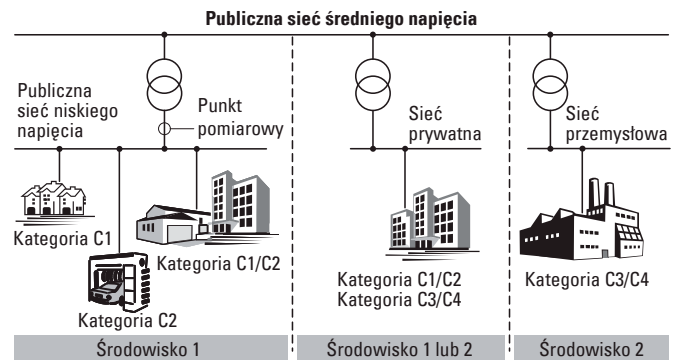 Publiczna sieć średniego napięcia
Publiczna
sieć niskiego
napięcia
Punkt
pomiarowy
Kategoria C1
Kategoria C2
Kategoria C1/C2
Środowisko 1
Sieć
prywatna
Kategoria C1/C2
Kategoria C3/C4
Środowisko 1 lub 2
Sieć
przemysłowa
Kategoria C3/C4
Środowisko 2